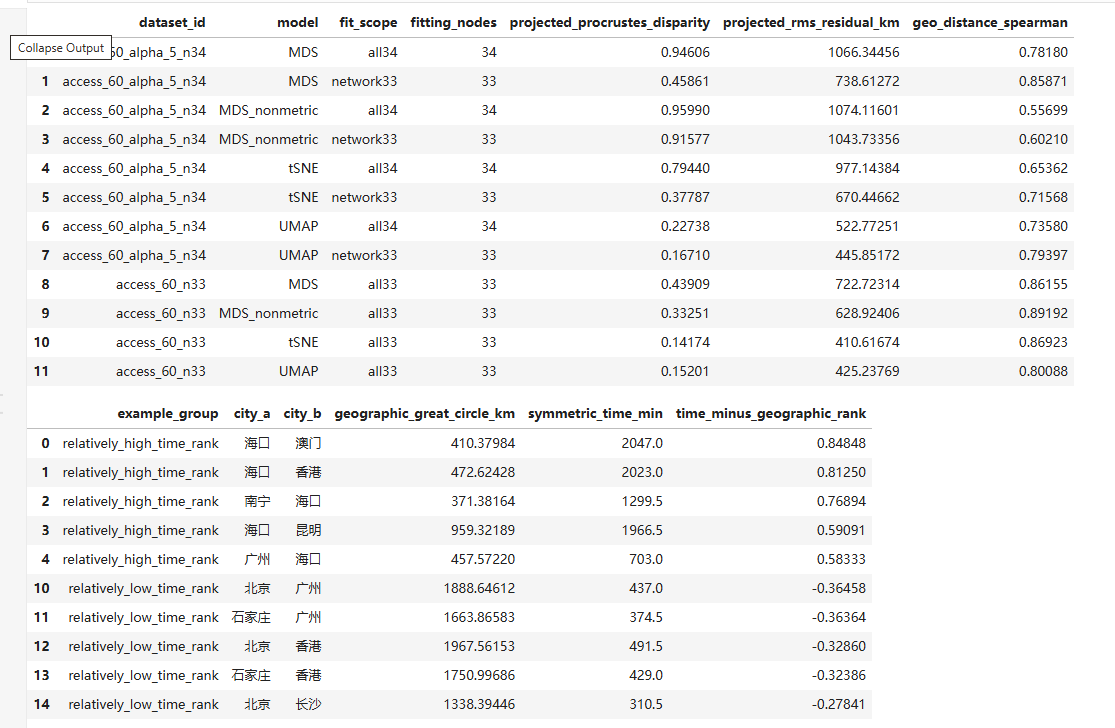 dataset_id model fit_scope fitting_nodes projected_procrustes_disparity projected_rms_residual_km geo_distance_spearman
Collapse Output
_60_alpha_5_n34 MDS all34 34 0.94606 1066.34456 0.78180
1 access_60_alpha_5_n34 MDS network33 33 0.45861 738.61272 0.85871
2 access_60_alpha_5_n34 MDS_nonmetric all34 34 0.95990 1074.11601 0.55699
3 access_60_alpha_5_n34 MDS_nonmetric network33 33 0.91577 1043.73356 0.60210
4 access_60_alpha_5_n34 tSNE all34 34 0.79440 977.14384 0.65362
5 access_60_alpha_5_n34 tSNE network33 33 0.37787 670.44662 0.71568
6 access_60_alpha_5_n34 UMAP all34 34 0.22738 522.77251 0.73580
7 access_60_alpha_5_n34 UMAP network33 33 0.16710 445.85172 0.79397
8 access_60_n33 MDS all33 33 0.43909 722.72314 0.86155
9 access_60_n33 MDS_nonmetric all33 33 0.33251 628.92406 0.89192
10 access_60_n33 tSNE all33 33 0.14174 410.61674 0.86923
11 access_60_n33 UMAP all33 33 0.15201 425.23769 0.80088
example_group city_a city_b geographic_great_circle_km symmetric_time_min time_minus_geographic_rank
0 relatively_high_time_rank 海口 澳门 410.37984 2047.0 0.84848
1 relatively_high_time_rank 海口 香港 472.62428 2023.0 0.81250
2 relatively_high_time_rank 南宁 海口 371.38164 1299.5 0.76894
3 relatively_high_time_rank 海口 昆明 959.32189 1966.5 0.59091
4 relatively_high_time_rank 广州 海口 457.57220 703.0 0.58333
10 relatively_low_time_rank 北京 广州 1888.64612 437.0 -0.36458
11 relatively_low_time_rank 石家庄 广州 1663.86583 374.5 -0.36364
12 relatively_low_time_rank 北京 香港 1967.56153 491.5 -0.32860
13 relatively_low_time_rank 石家庄 香港 1750.99686 429.0 -0.32386
14 relatively_low_time_rank 北京 长沙 1338.39446 310.5 -0.27841